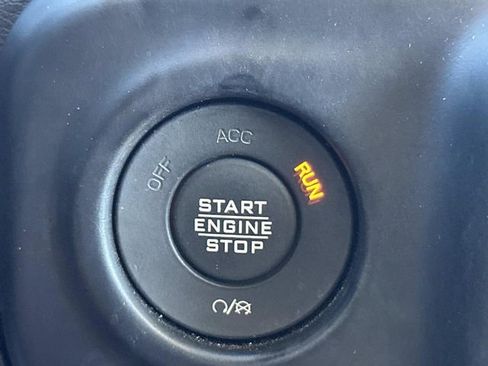 ACC
OFF
RUN
START
ENGINE
STOP